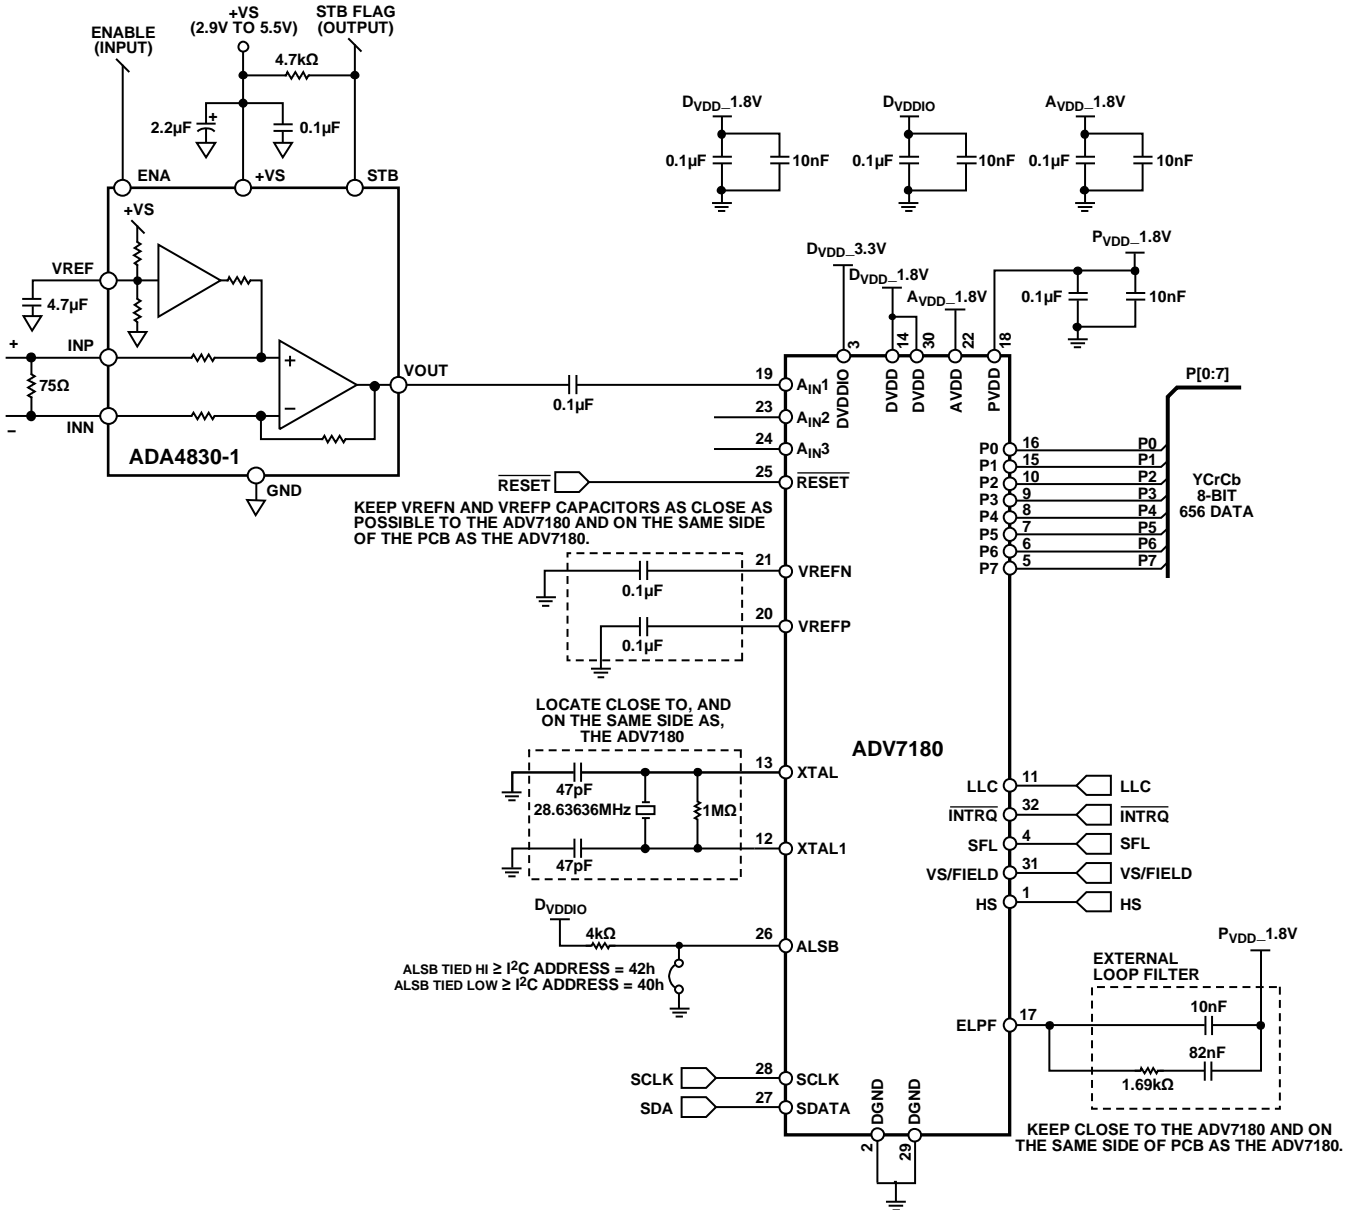 ENABLE
(INPUT)
+VS
(2.9V TO 5.5V)
STB FLAG
(OUTPUT)
4.7kΩ
2.2µF
+
0.1µF
ENA
+VS
STB
+VS
VREF
4.7µF
+
INP
75Ω
INN
–
+
–
VOUT
ADA4830-1
GND
0.1µF
DVDD_1.8V
0.1µF
10nF
DVDDIO
0.1µF
10nF
AVDD_1.8V
0.1µF
10nF
PVDD_1.8V
0.1µF
10nF
DVDD_3.3V
DVDD_1.8V
AVDD_1.8V
3
14
30
22
18
DVDDIO
DVDD
DVDD
AVDD
PVDD
19
AIN1
23
AIN2
24
AIN3
25
RESET
RESET
KEEP VREFN AND VREFP CAPACITORS AS CLOSE AS
POSSIBLE TO THE ADV7180 AND ON THE SAME SIDE
OF THE PCB AS THE ADV7180.
21
VREFN
0.1µF
20
VREFP
0.1µF
LOCATE CLOSE TO, AND
ON THE SAME SIDE AS,
THE ADV7180
13
XTAL
47pF
28.63636MHz
1MΩ
12
XTAL1
47pF
DVDDIO
4kΩ
26
ALSB
ALSB TIED HI ≥ I2C ADDRESS = 42h
ALSB TIED LOW ≥ I2C ADDRESS = 40h
SCLK
28
SCLK
SDA
27
SDATA
ADV7180
DGND
DGND
2
29
P[0:7]
P0 16 P0
P1 15 P1
P2 10 P2
P3 9 P3
P4 8 P4
P5 7 P5
P6 6 P6
P7 5 P7
YCrCb
8-BIT
656 DATA
LLC 11 LLC
INTRQ 32 INTRQ
SFL 4 SFL
VS/FIELD 31 VS/FIELD
HS 1 HS
PVDD_1.8V
EXTERNAL
LOOP FILTER
ELPF 17
10nF
82nF
1.69kΩ
KEEP CLOSE TO THE ADV7180 AND ON
THE SAME SIDE OF PCB AS THE ADV7180.